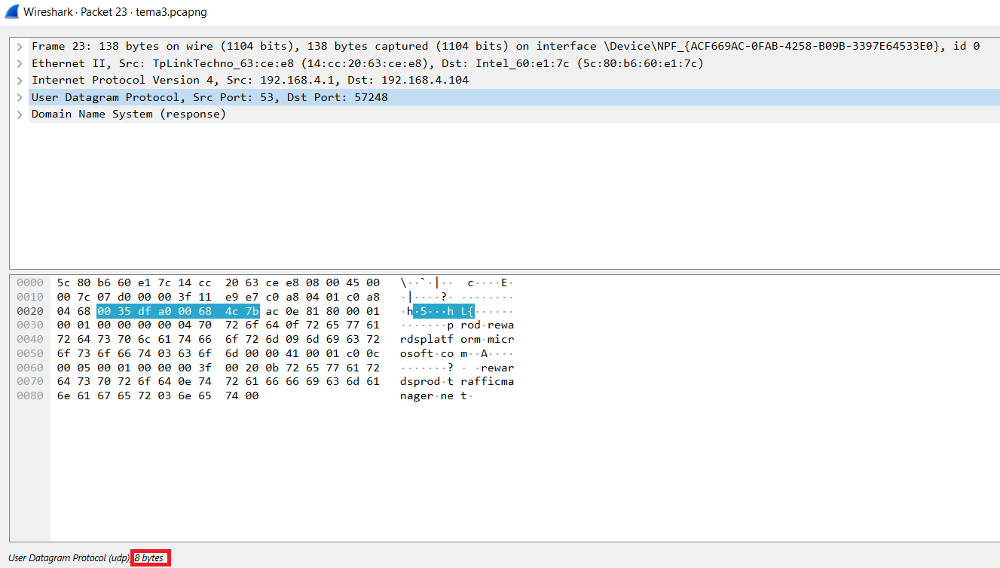 Wireshark · Packet 23 · tema3.pcapng
Frame 23: 138 bytes on wire (1104 bits), 138 bytes captured (1104 bits) on interface \Device\NPF_{ACF669AC-0FAB-4258-B09B-3397E64533E0}, id 0
Ethernet II, Src: TpLinkTechno_63:ce:e8 (14:cc:20:63:ce:e8), Dst: Intel_60:e1:7c (5c:80:b6:60:e1:7c)
Internet Protocol Version 4, Src: 192.168.4.1, Dst: 192.168.4.104
User Datagram Protocol, Src Port: 53, Dst Port: 57248
Domain Name System (response)
0000 5c 80 b6 60 e1 7c 14 cc 20 63 ce e8 08 00 45 00 \··`·|·· c····E·
0010 00 7c 07 d0 00 00 3f 11 e9 e7 c0 a8 04 01 c0 a8 ·|····?· ········
0020 04 68 00 35 df a0 00 68 4c 7b ac 0e 81 80 00 01 ·h·5···h L{······
0030 00 01 00 00 00 00 04 70 72 6f 64 0f 72 65 77 61 ·······p rod·rewa
0040 72 64 73 70 6c 61 74 66 6f 72 6d 09 6d 69 63 72 rdsplatf orm·micr
0050 6f 73 6f 66 74 03 63 6f 6d 00 00 41 00 01 c0 0c osoft·co m··A····
0060 00 05 00 01 00 00 00 3f 00 20 0b 72 65 77 61 72 ·······? · ·rewar
0070 64 73 70 72 6f 64 0e 74 72 61 66 66 69 63 6d 61 dsprod·t rafficma
0080 6e 61 67 65 72 03 6e 65 74 00 nager·ne t·
User Datagram Protocol (udp), 8 bytes